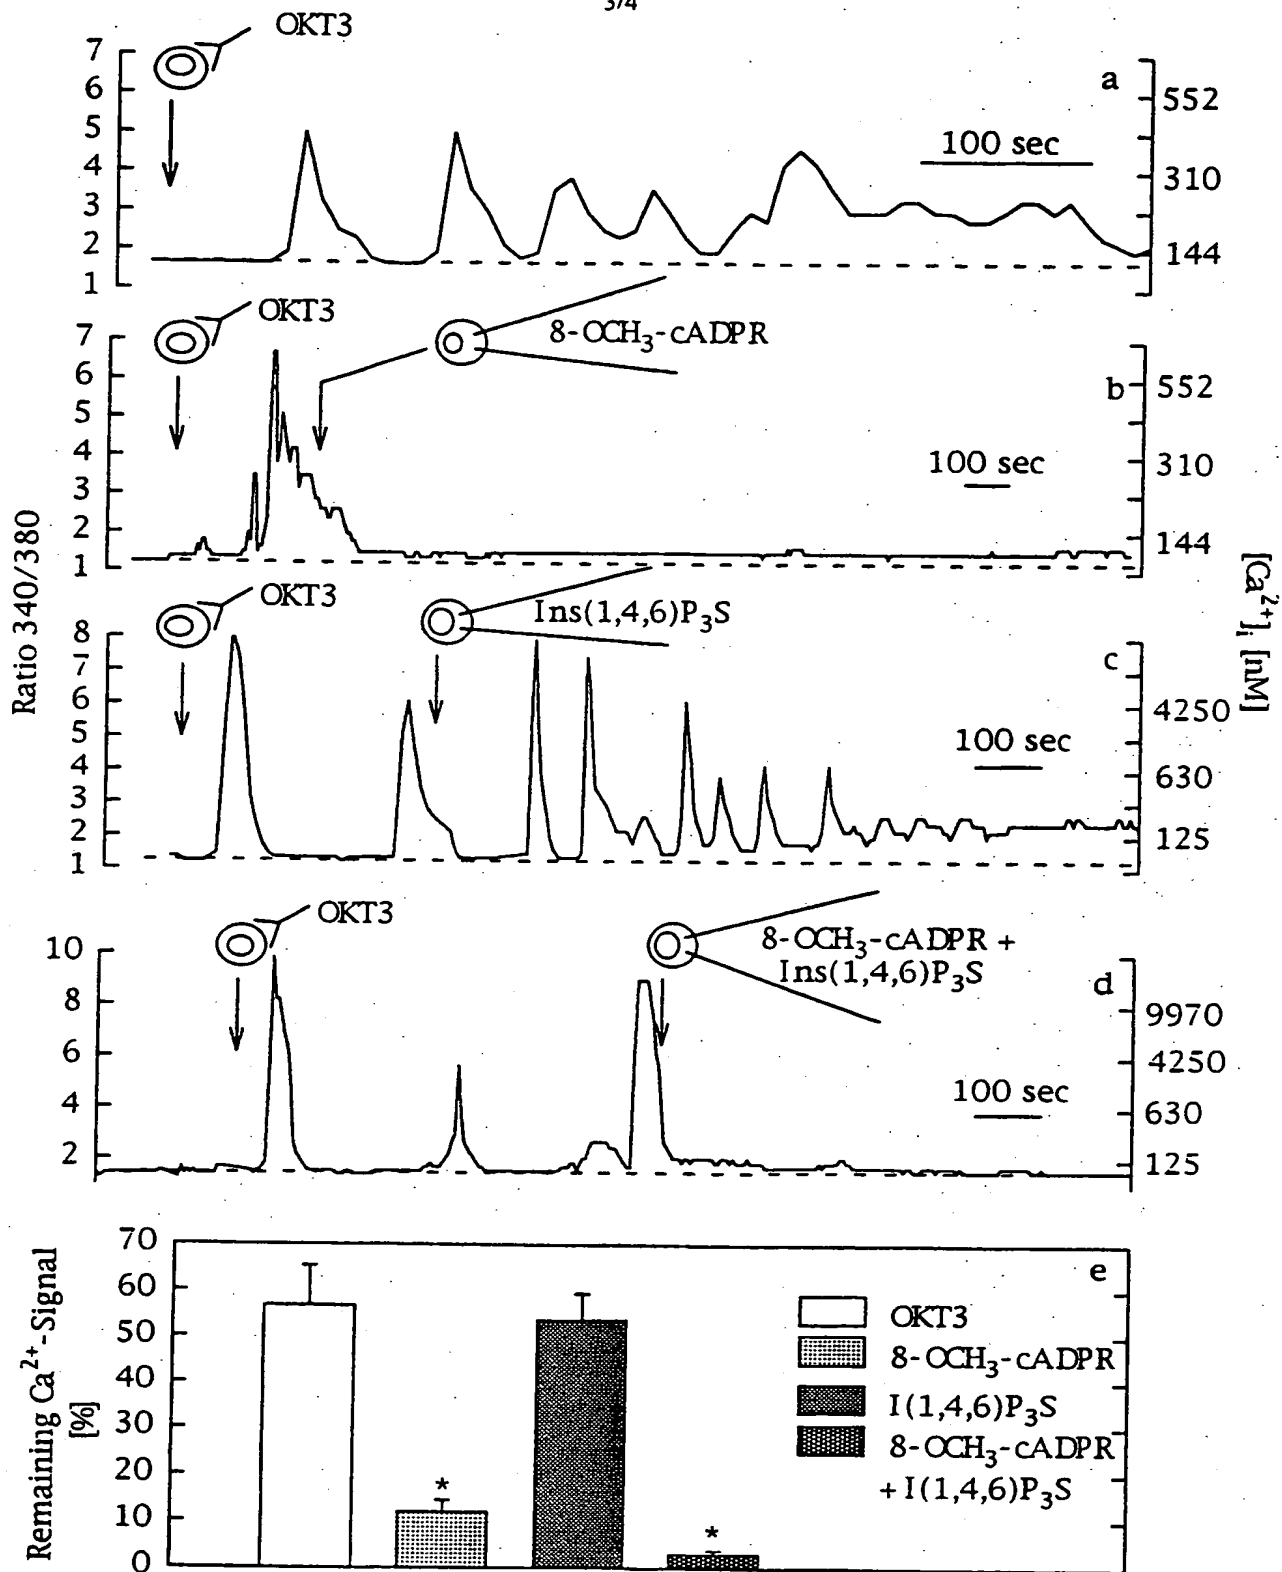 3/4
OKT3
a
7
6
5
4
3
2
1
100 sec
552
310
144
OKT3
8-OCH₃-cADPR
b
7
6
5
4
3
2
1
100 sec
552
310
144
Ratio 340/380
[Ca²⁺]ᵢ, [nM]
OKT3
Ins(1,4,6)P₃S
c
8
7
6
5
4
3
2
1
100 sec
4250
630
125
OKT3
8-OCH₃-cADPR +
Ins(1,4,6)P₃S
d
10
8
6
4
2
100 sec
9970
4250
630
125
Remaining Ca²⁺-Signal
[%]
70
60
50
40
30
20
10
0
*
*
e
OKT3
8-OCH₃-cADPR
I(1,4,6)P₃S
8-OCH₃-cADPR
+ I(1,4,6)P₃S